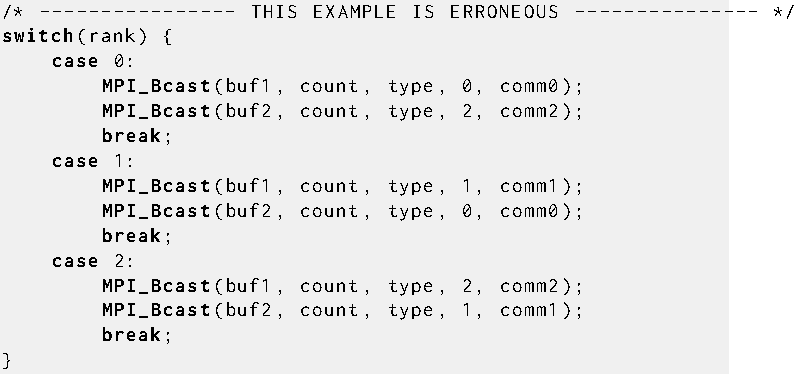 /* ---------------- THIS EXAMPLE IS ERRONEOUS --------------- */
switch(rank) {
    case 0:
        MPI_Bcast(buf1, count, type, 0, comm0);
        MPI_Bcast(buf2, count, type, 2, comm2);
        break;
    case 1:
        MPI_Bcast(buf1, count, type, 1, comm1);
        MPI_Bcast(buf2, count, type, 0, comm0);
        break;
    case 2:
        MPI_Bcast(buf1, count, type, 2, comm2);
        MPI_Bcast(buf2, count, type, 1, comm1);
        break;
}